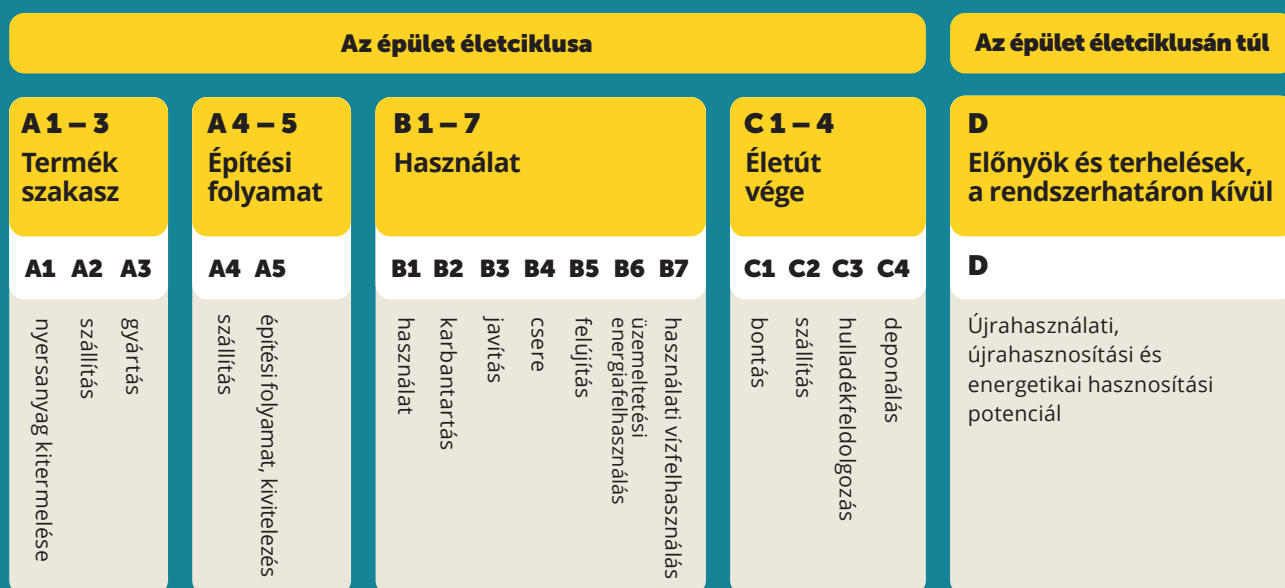 Az épület életciklusa
Az épület életciklusán túl
A 1 – 3
Termék
szakasz
A 4 – 5
Építési
folyamat
B 1 – 7
Használat
C 1 – 4
Életút
vége
D
Előnyök és terhelések,
a rendszerhatáron kívül
A1 A2 A3
A4 A5
B1 B2 B3 B4 B5 B6 B7
C1 C2 C3 C4
D
nyersanyag kitermelése
szállítás
gyártás
szállítás
építési folyamat, kivitelezés
használat
karbantartás
javítás
csere
felújítás
üzemeltetési
energiafelhasználás
használati vízfelhasználás
bontás
szállítás
hulladékfeldolgozás
deponálás
Újrahasználati,
újrahasznosítási és
energetikai hasznosítási
potenciál